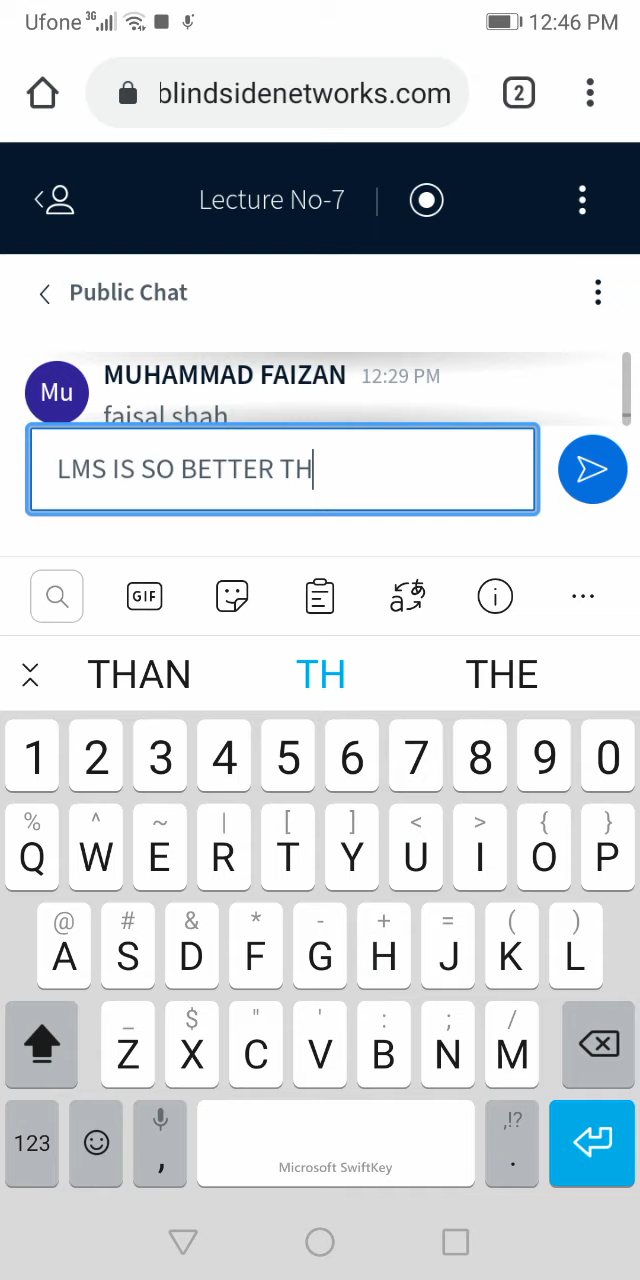 Ufone 3G 12:46 PM
blindsidenetworks.com 2
Lecture No-7
Public Chat
Mu MUHAMMAD FAIZAN 12:29 PM
faisal shah
LMS IS SO BETTER TH
GIF
THAN TH THE
1 2 3 4 5 6 7 8 9 0
% ^ ~ | [ ] < > { }
Q W E R T Y U I O P
@ # & * - + = ( )
A S D F G H J K L
_ $ " ' : ; /
Z X C V B N M
,!?
123 , Microsoft SwiftKey .